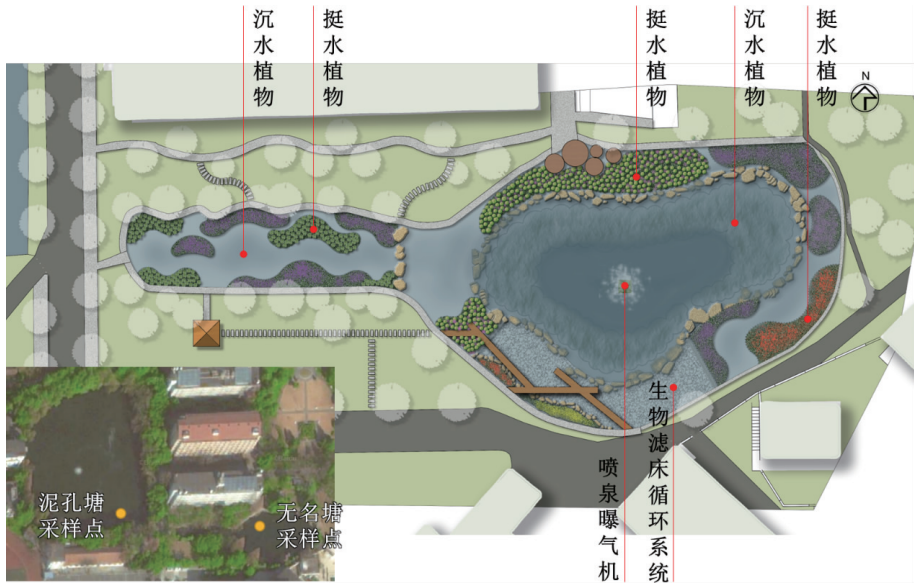 沉水植物
挺水植物
挺水植物
沉水植物
挺水植物
N
生物滤床循环系统
喷泉曝气机
泥孔塘
采样点
无名塘
采样点